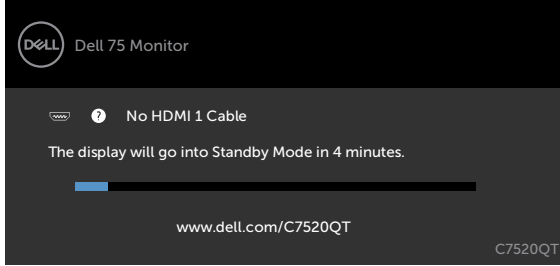 DELL
Dell 75 Monitor
? No HDMI 1 Cable
The display will go into Standby Mode in 4 minutes.
www.dell.com/C7520QT
C7520QT